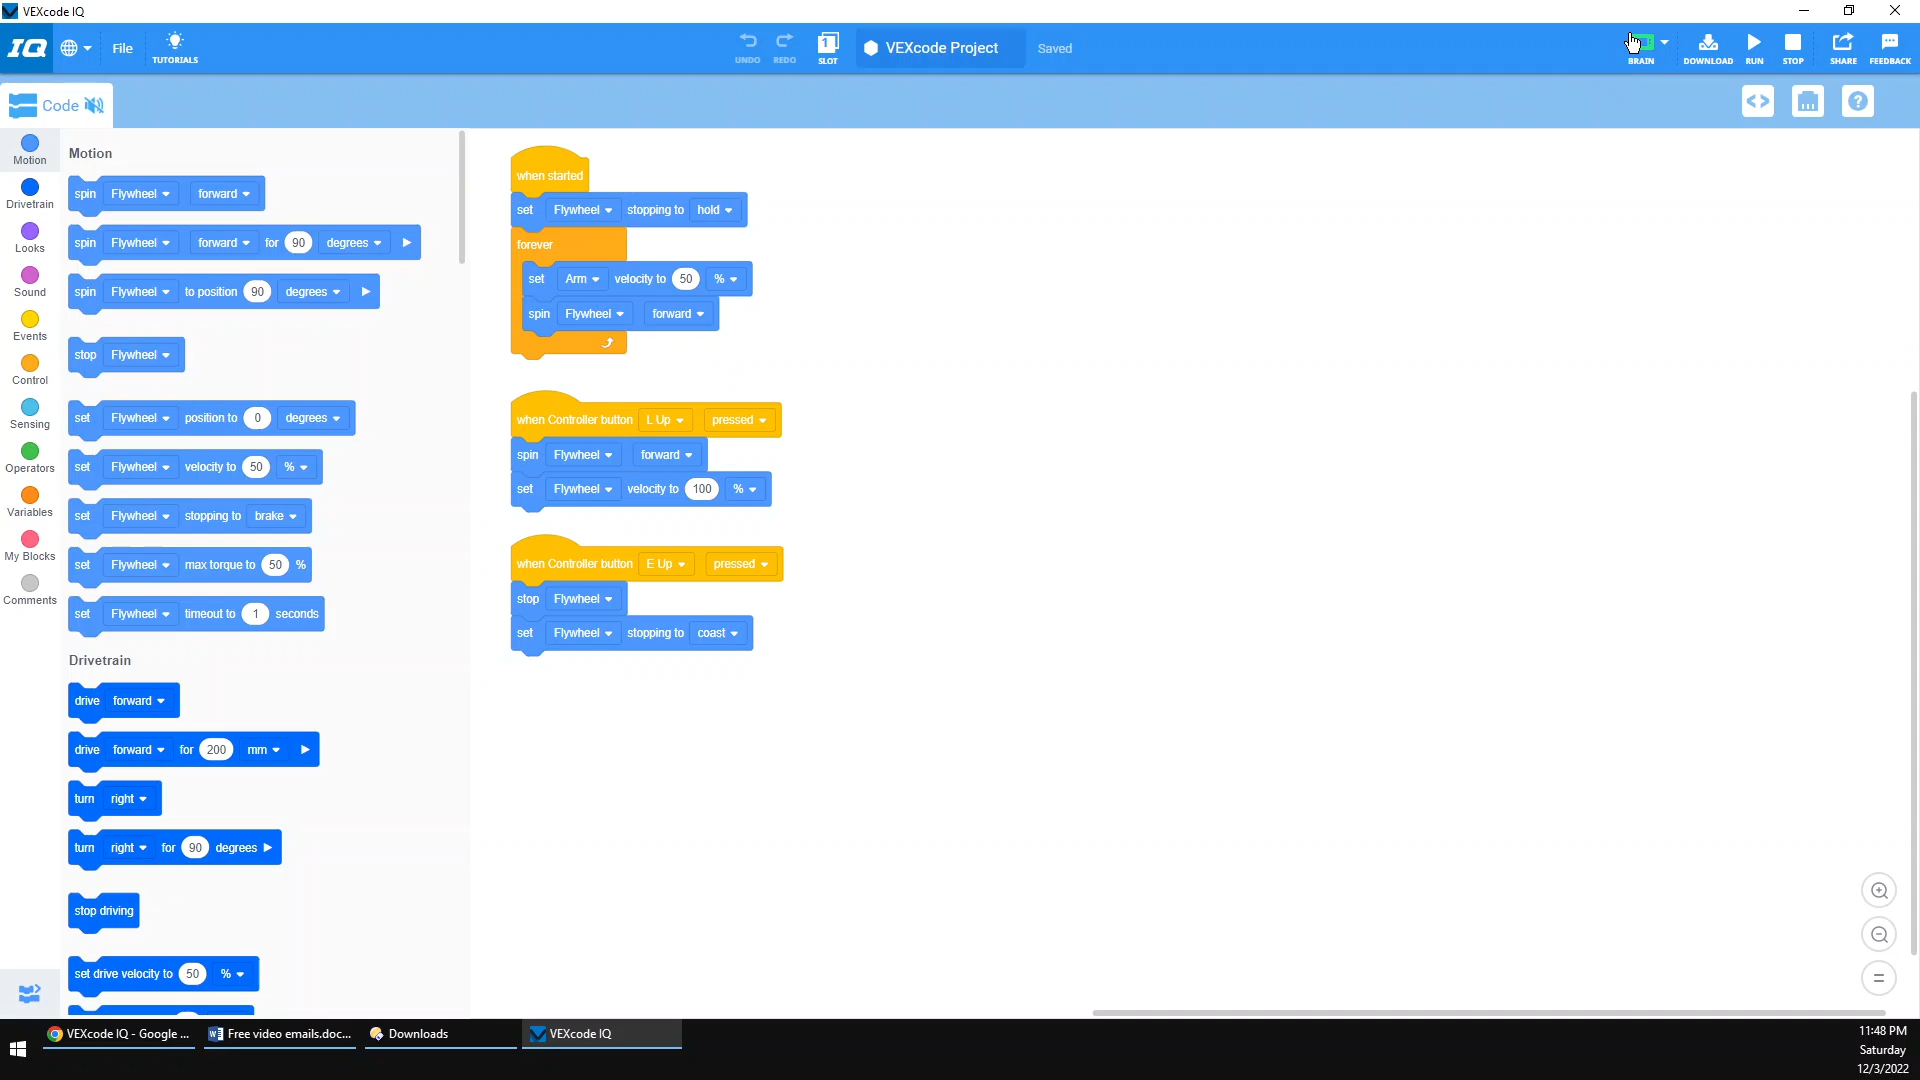 VEXcode IQ
IQ
File
TUTORIALS
UNDO
REDO
1
SLOT
VEXcode Project
Saved
BRAIN
DOWNLOAD
RUN
STOP
SHARE
FEEDBACK
Code
<>
?
Motion
Drivetrain
Looks
Sound
Events
Control
Sensing
Operators
Variables
My Blocks
Comments
Motion
spin Flywheel forward
spin Flywheel forward for 90 degrees
spin Flywheel to position 90 degrees
stop Flywheel
set Flywheel position to 0 degrees
set Flywheel velocity to 50 %
set Flywheel stopping to brake
set Flywheel max torque to 50 %
set Flywheel timeout to 1 seconds
Drivetrain
drive forward
drive forward for 200 mm
turn right
turn right for 90 degrees
stop driving
set drive velocity to 50 %
when started
set Flywheel stopping to hold
forever
set Arm velocity to 50 %
spin Flywheel forward
when Controller button L Up pressed
spin Flywheel forward
set Flywheel velocity to 100 %
when Controller button E Up pressed
stop Flywheel
set Flywheel stopping to coast
VEXcode IQ - Google ...
Free video emails.doc...
Downloads
VEXcode IQ
11:48 PM
Saturday
12/3/2022